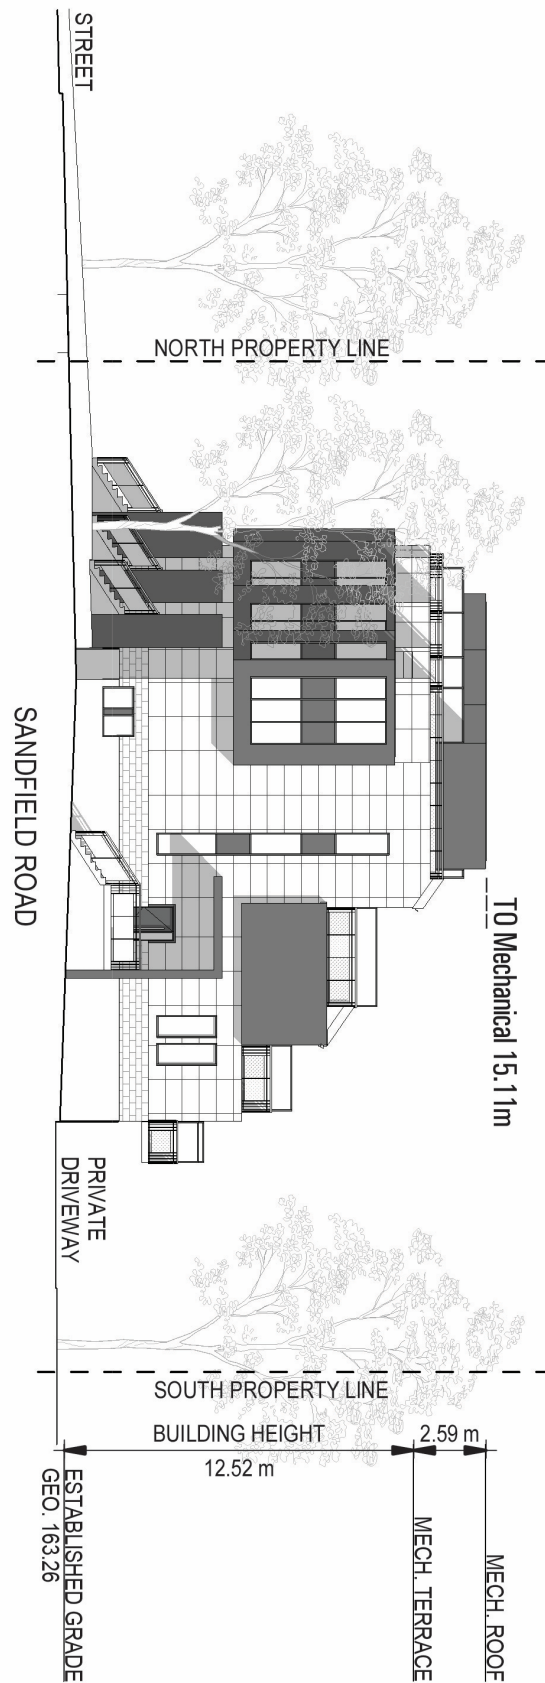 STREET
NORTH PROPERTY LINE
SANDFIELD ROAD
TO Mechanical 15.11m
PRIVATE
DRIVEWAY
SOUTH PROPERTY LINE
BUILDING HEIGHT
12.52 m
2.59 m
ESTABLISHED GRADE
GEO. 163.26
MECH. TERRACE
MECH. ROOF